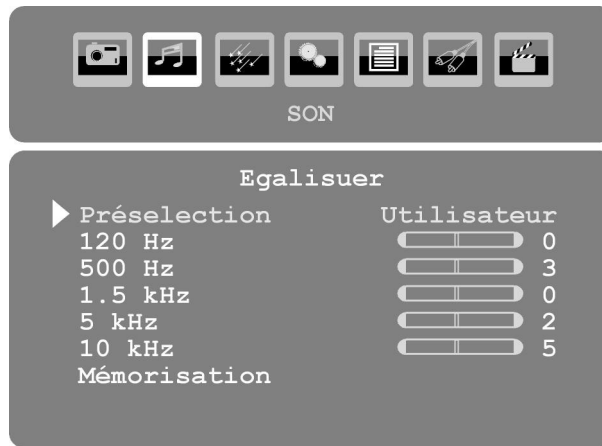 SON
Egalisuer
Préselection Utilisateur
120 Hz 0
500 Hz 3
1.5 kHz 0
5 kHz 2
10 kHz 5
Mémorisation